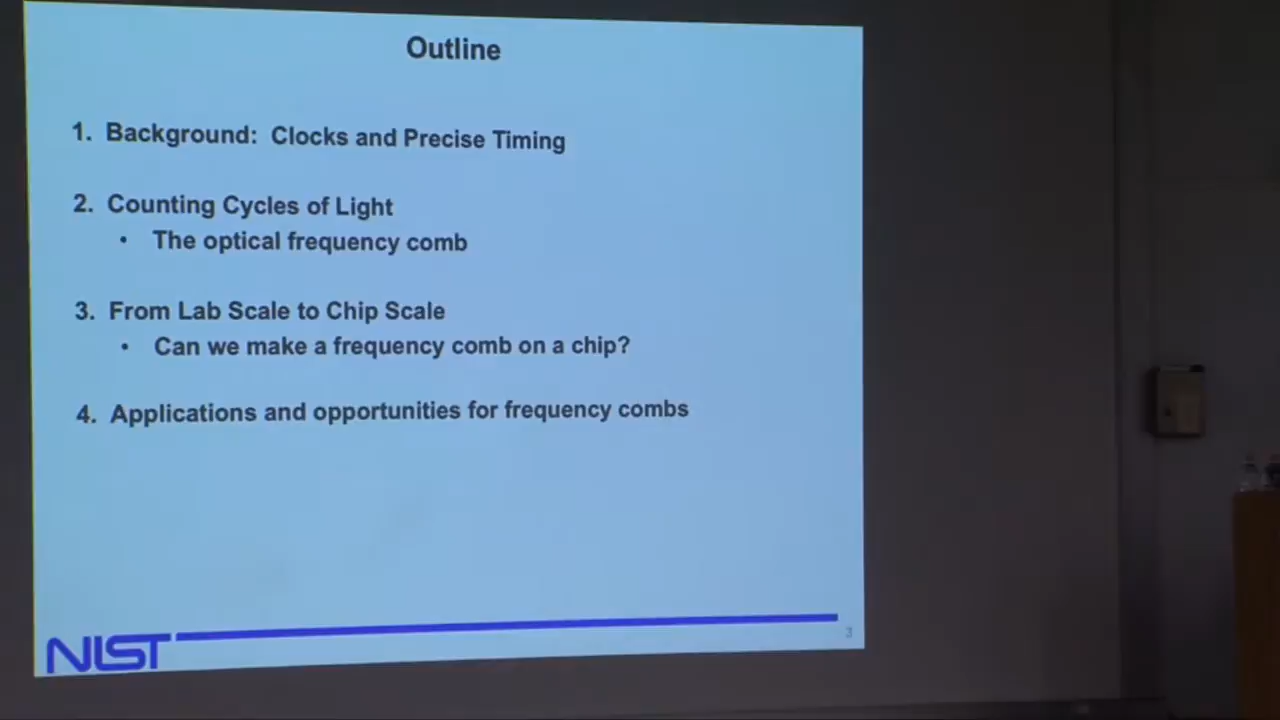 Outline
1. Background: Clocks and Precise Timing
2. Counting Cycles of Light
• The optical frequency comb
3. From Lab Scale to Chip Scale
• Can we make a frequency comb on a chip?
4. Applications and opportunities for frequency combs
NIST
3